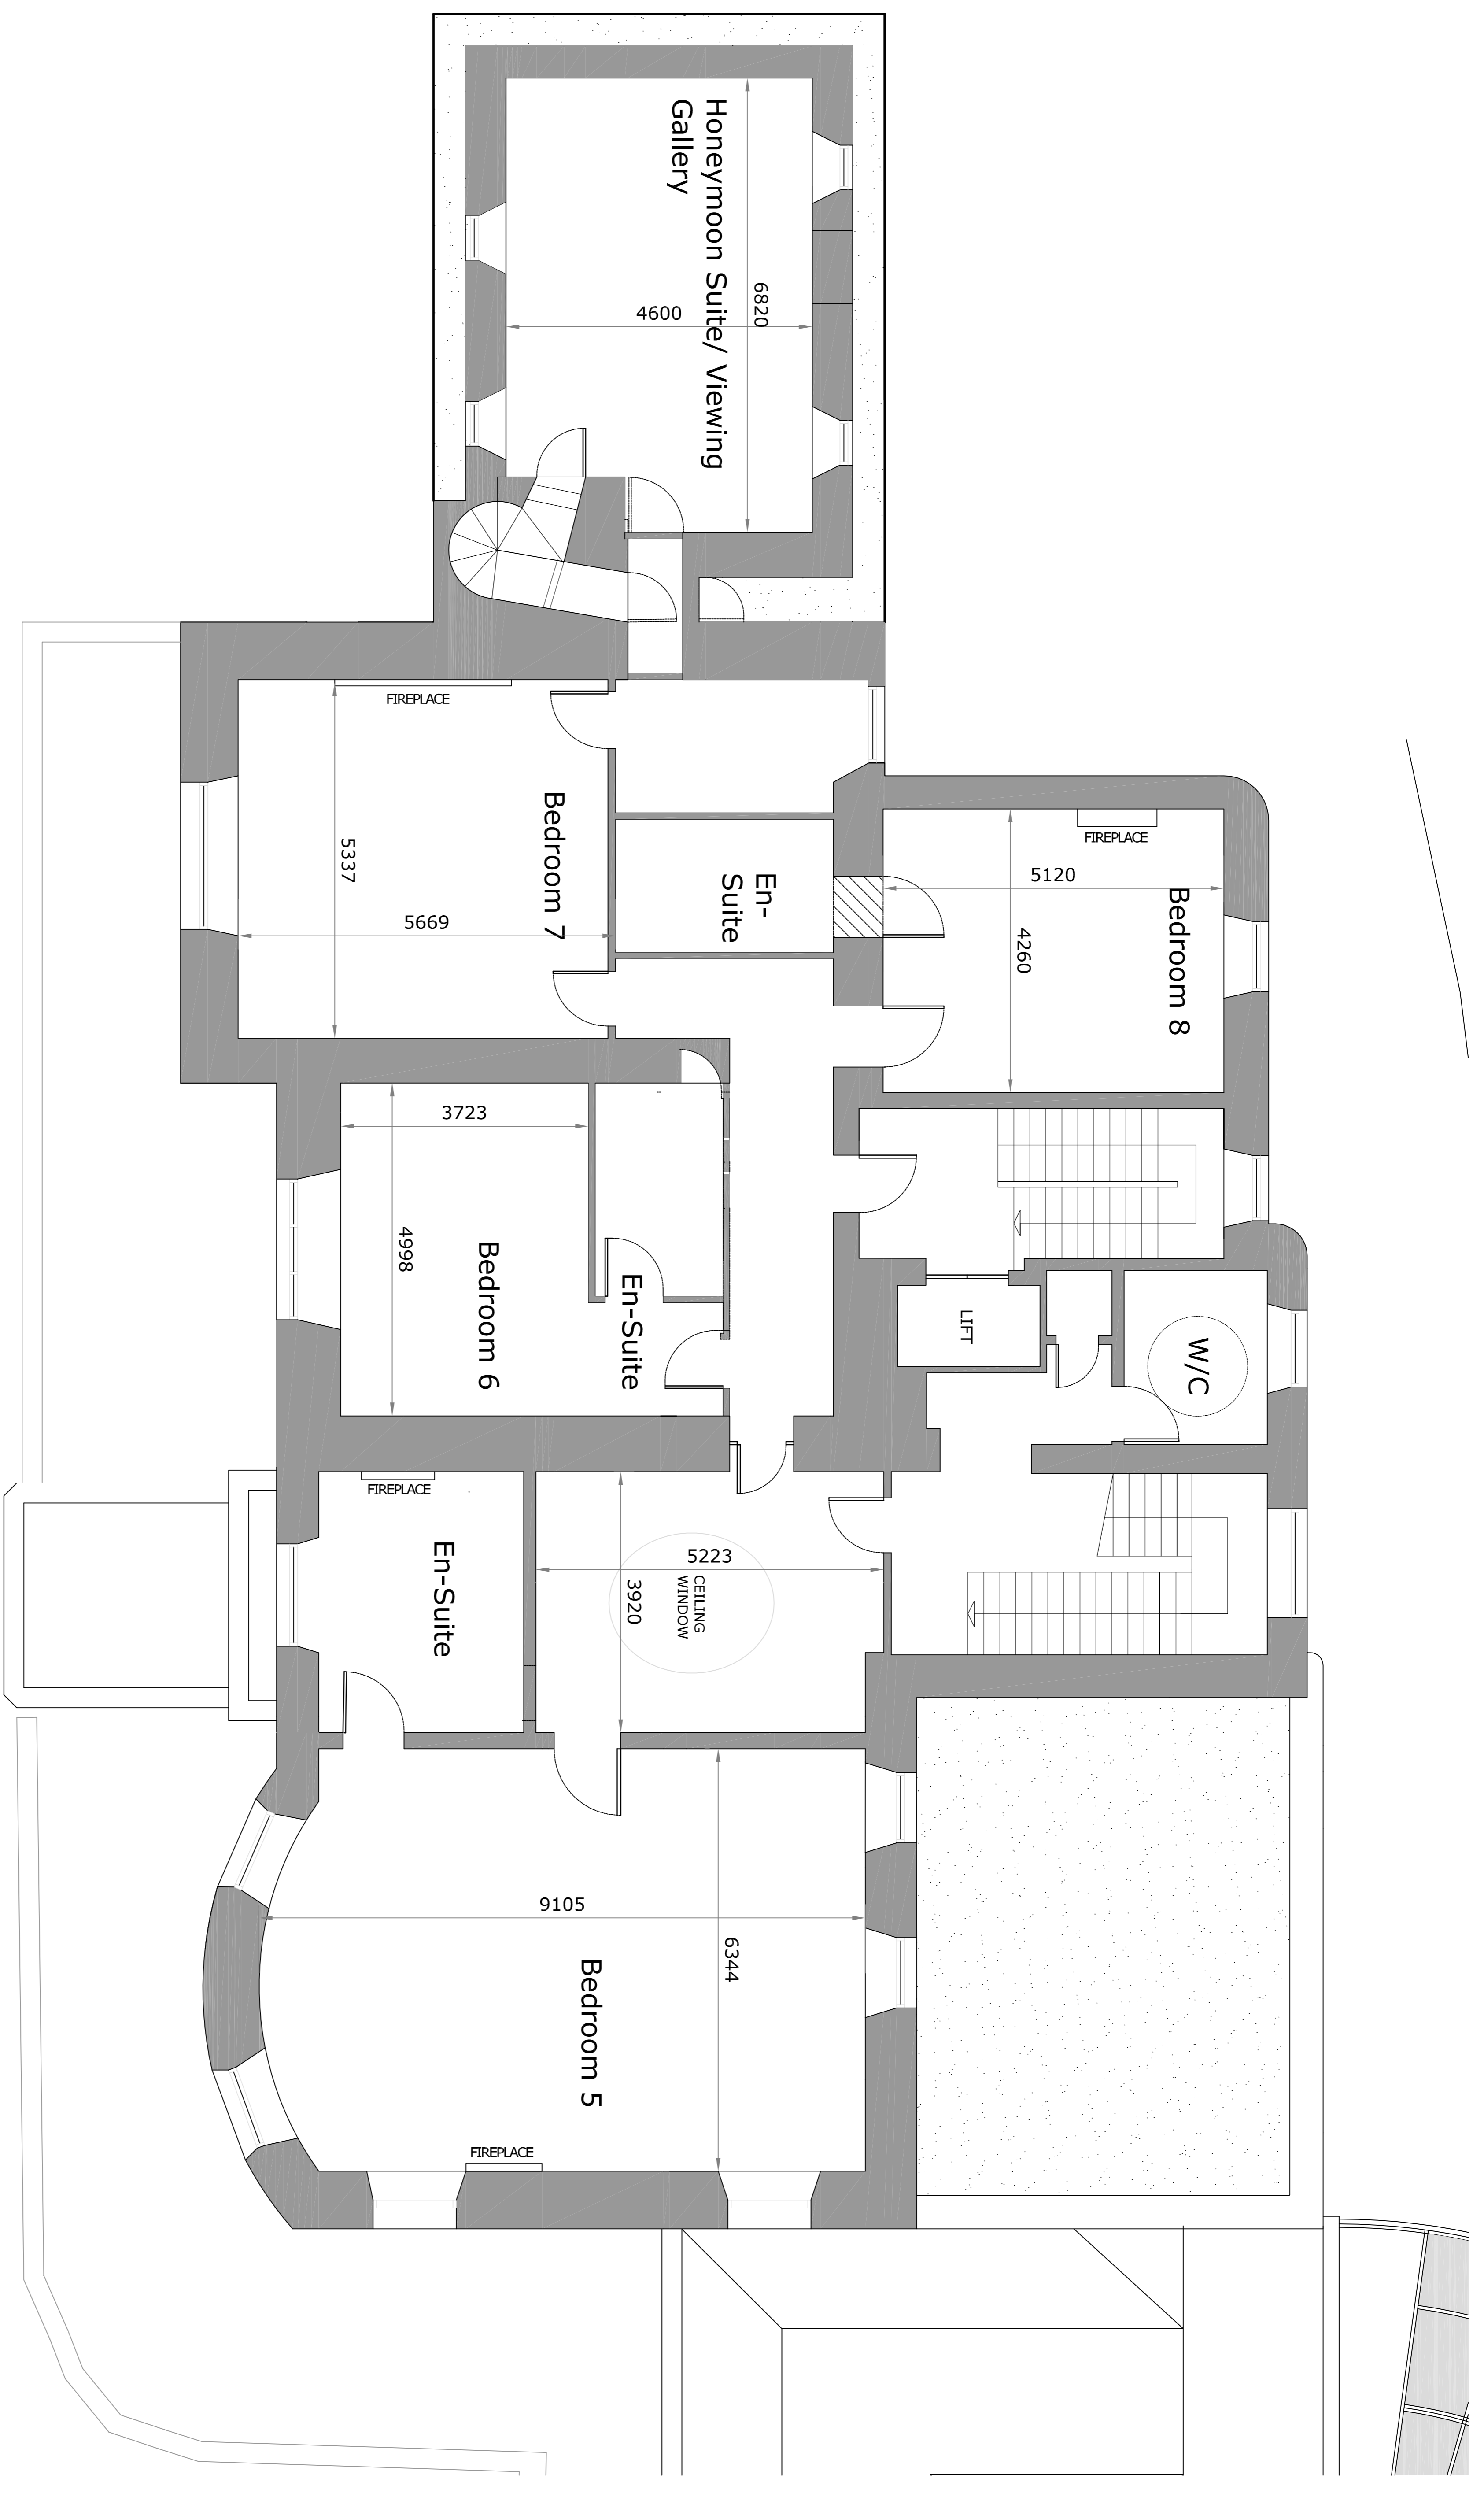 Honeymoon Suite/ Viewing
Gallery
6820
4600
FIREPLACE
Bedroom 7
5337
5669
En-
Suite
FIREPLACE
5120
Bedroom 8
4260
3723
4998
Bedroom 6
En-Suite
LIFT
W/C
FIREPLACE
En-Suite
5223
CEILING
WINDOW
3920
9105
6344
Bedroom 5
FIREPLACE